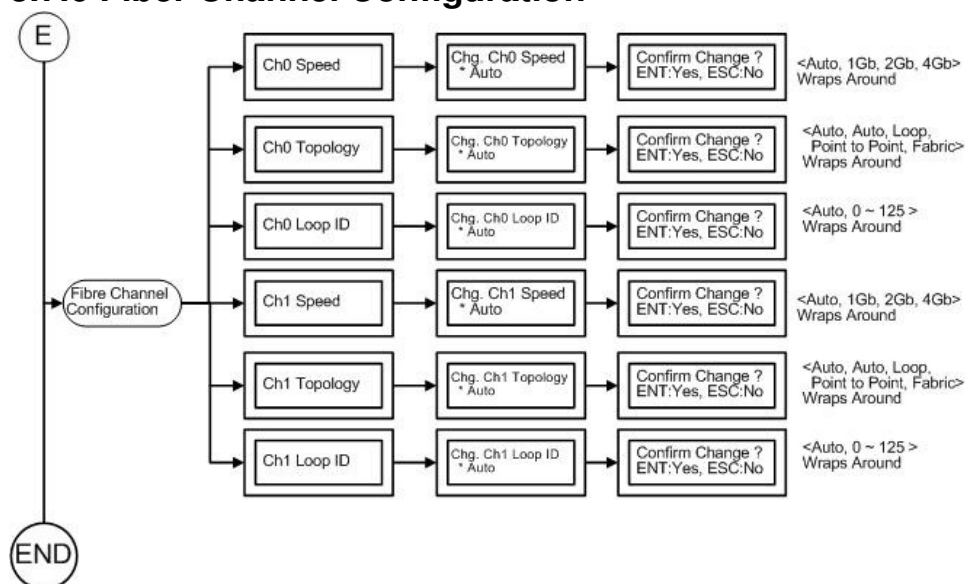 Fiber Channel Configuration
E
Ch0 Speed
Chg. Ch0 Speed
* Auto
Confirm Change ?
ENT:Yes, ESC:No
<Auto, 1Gb, 2Gb, 4Gb>
Wraps Around
Ch0 Topology
Chg. Ch0 Topology
* Auto
Confirm Change ?
ENT:Yes, ESC:No
<Auto, Auto, Loop,
Point to Point, Fabric>
Wraps Around
Ch0 Loop ID
Chg. Ch0 Loop ID
* Auto
Confirm Change ?
ENT:Yes, ESC:No
<Auto, 0 ~ 125 >
Wraps Around
Fibre Channel
Configuration
Ch1 Speed
Chg. Ch1 Speed
* Auto
Confirm Change ?
ENT:Yes, ESC:No
<Auto, 1Gb, 2Gb, 4Gb>
Wraps Around
Ch1 Topology
Chg. Ch1 Topology
* Auto
Confirm Change ?
ENT:Yes, ESC:No
<Auto, Auto, Loop,
Point to Point, Fabric>
Wraps Around
Ch1 Loop ID
Chg. Ch1 Loop ID
* Auto
Confirm Change ?
ENT:Yes, ESC:No
<Auto, 0 ~ 125 >
Wraps Around
END